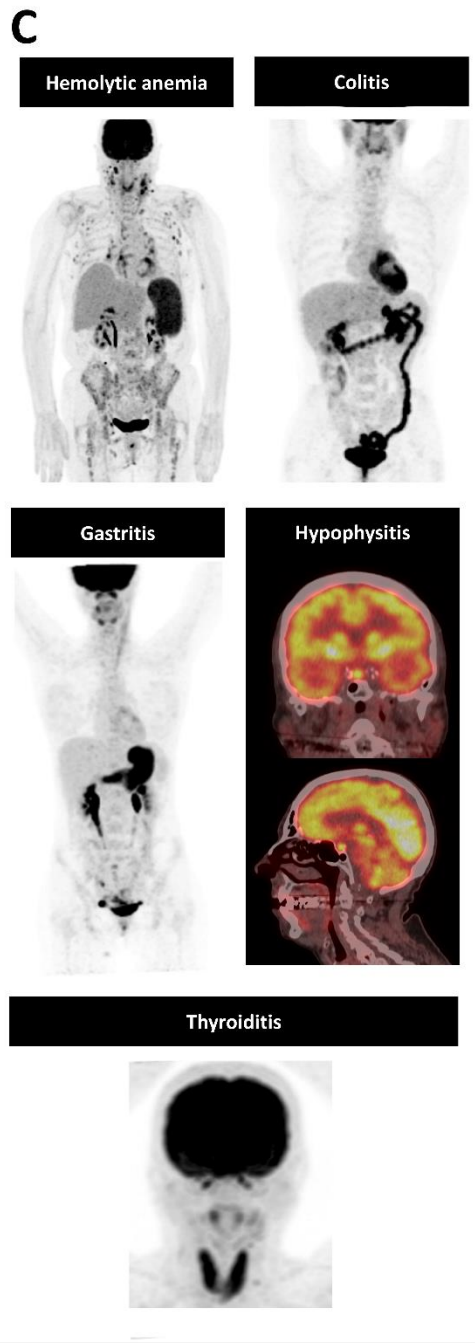 C
Hemolytic anemia
Colitis
Gastritis
Hypophysitis
Thyroiditis